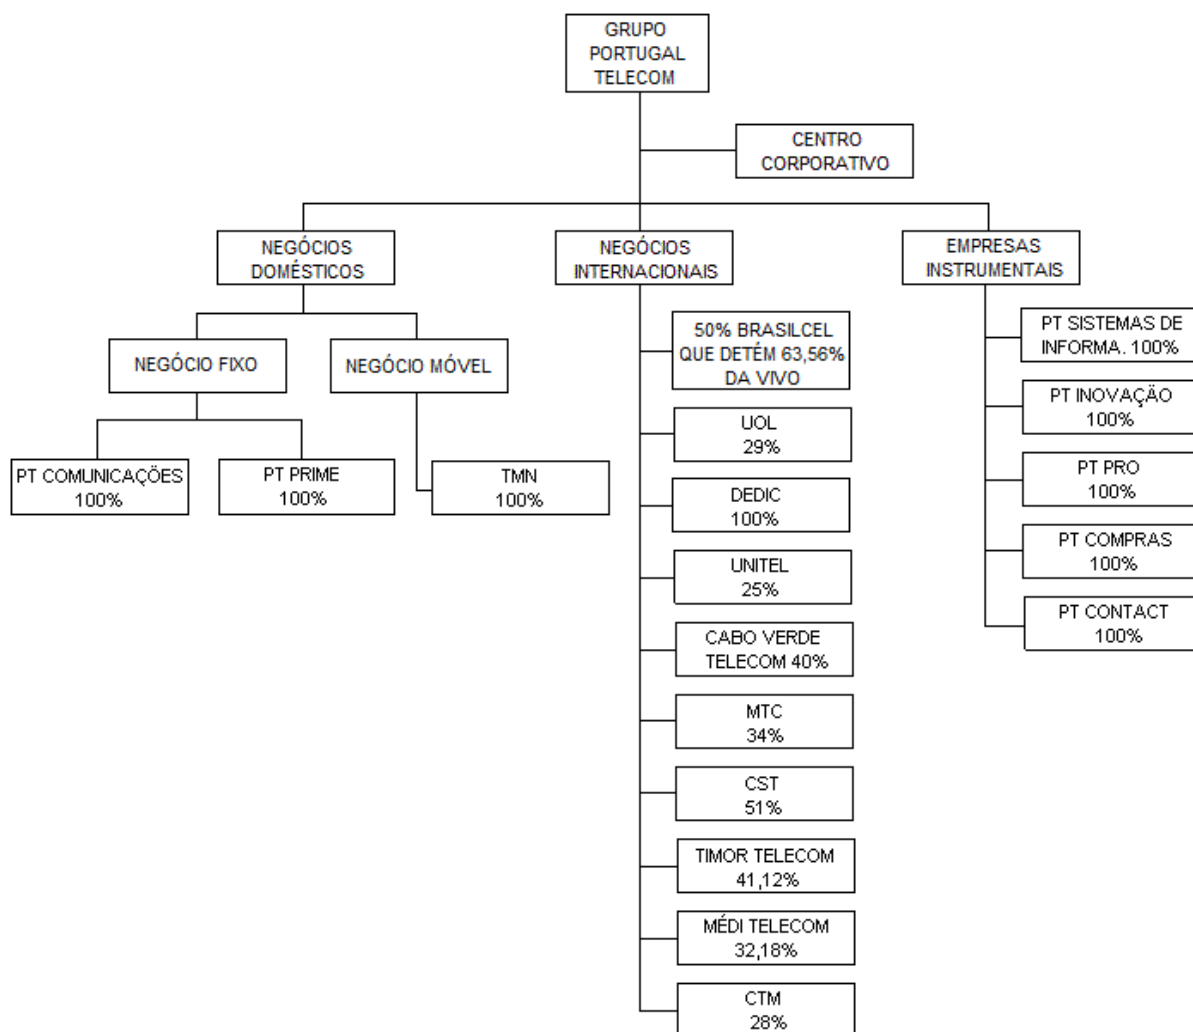 GRUPO
PORTUGAL
TELECOM
CENTRO
CORPORATIVO
NEGÓCIOS
DOMÉSTICOS
NEGÓCIOS
INTERNACIONAIS
EMPRESAS
INSTRUMENTAIS
NEGÓCIO FIXO
NEGÓCIO MÓVEL
PT COMUNICAÇÖES
100%
PT PRIME
100%
TMN
100%
50% BRASILCEL
QUE DETÉM 63,56%
DA VIVO
UOL
29%
DEDIC
100%
UNITEL
25%
CABO VERDE
TELECOM 40%
MTC
34%
CST
51%
TIMOR TELECOM
41,12%
MÉDI TELECOM
32,18%
CTM
28%
PT SISTEMAS DE
INFORMA. 100%
PT INOVAÇÄO
100%
PT PRO
100%
PT COMPRAS
100%
PT CONTACT
100%